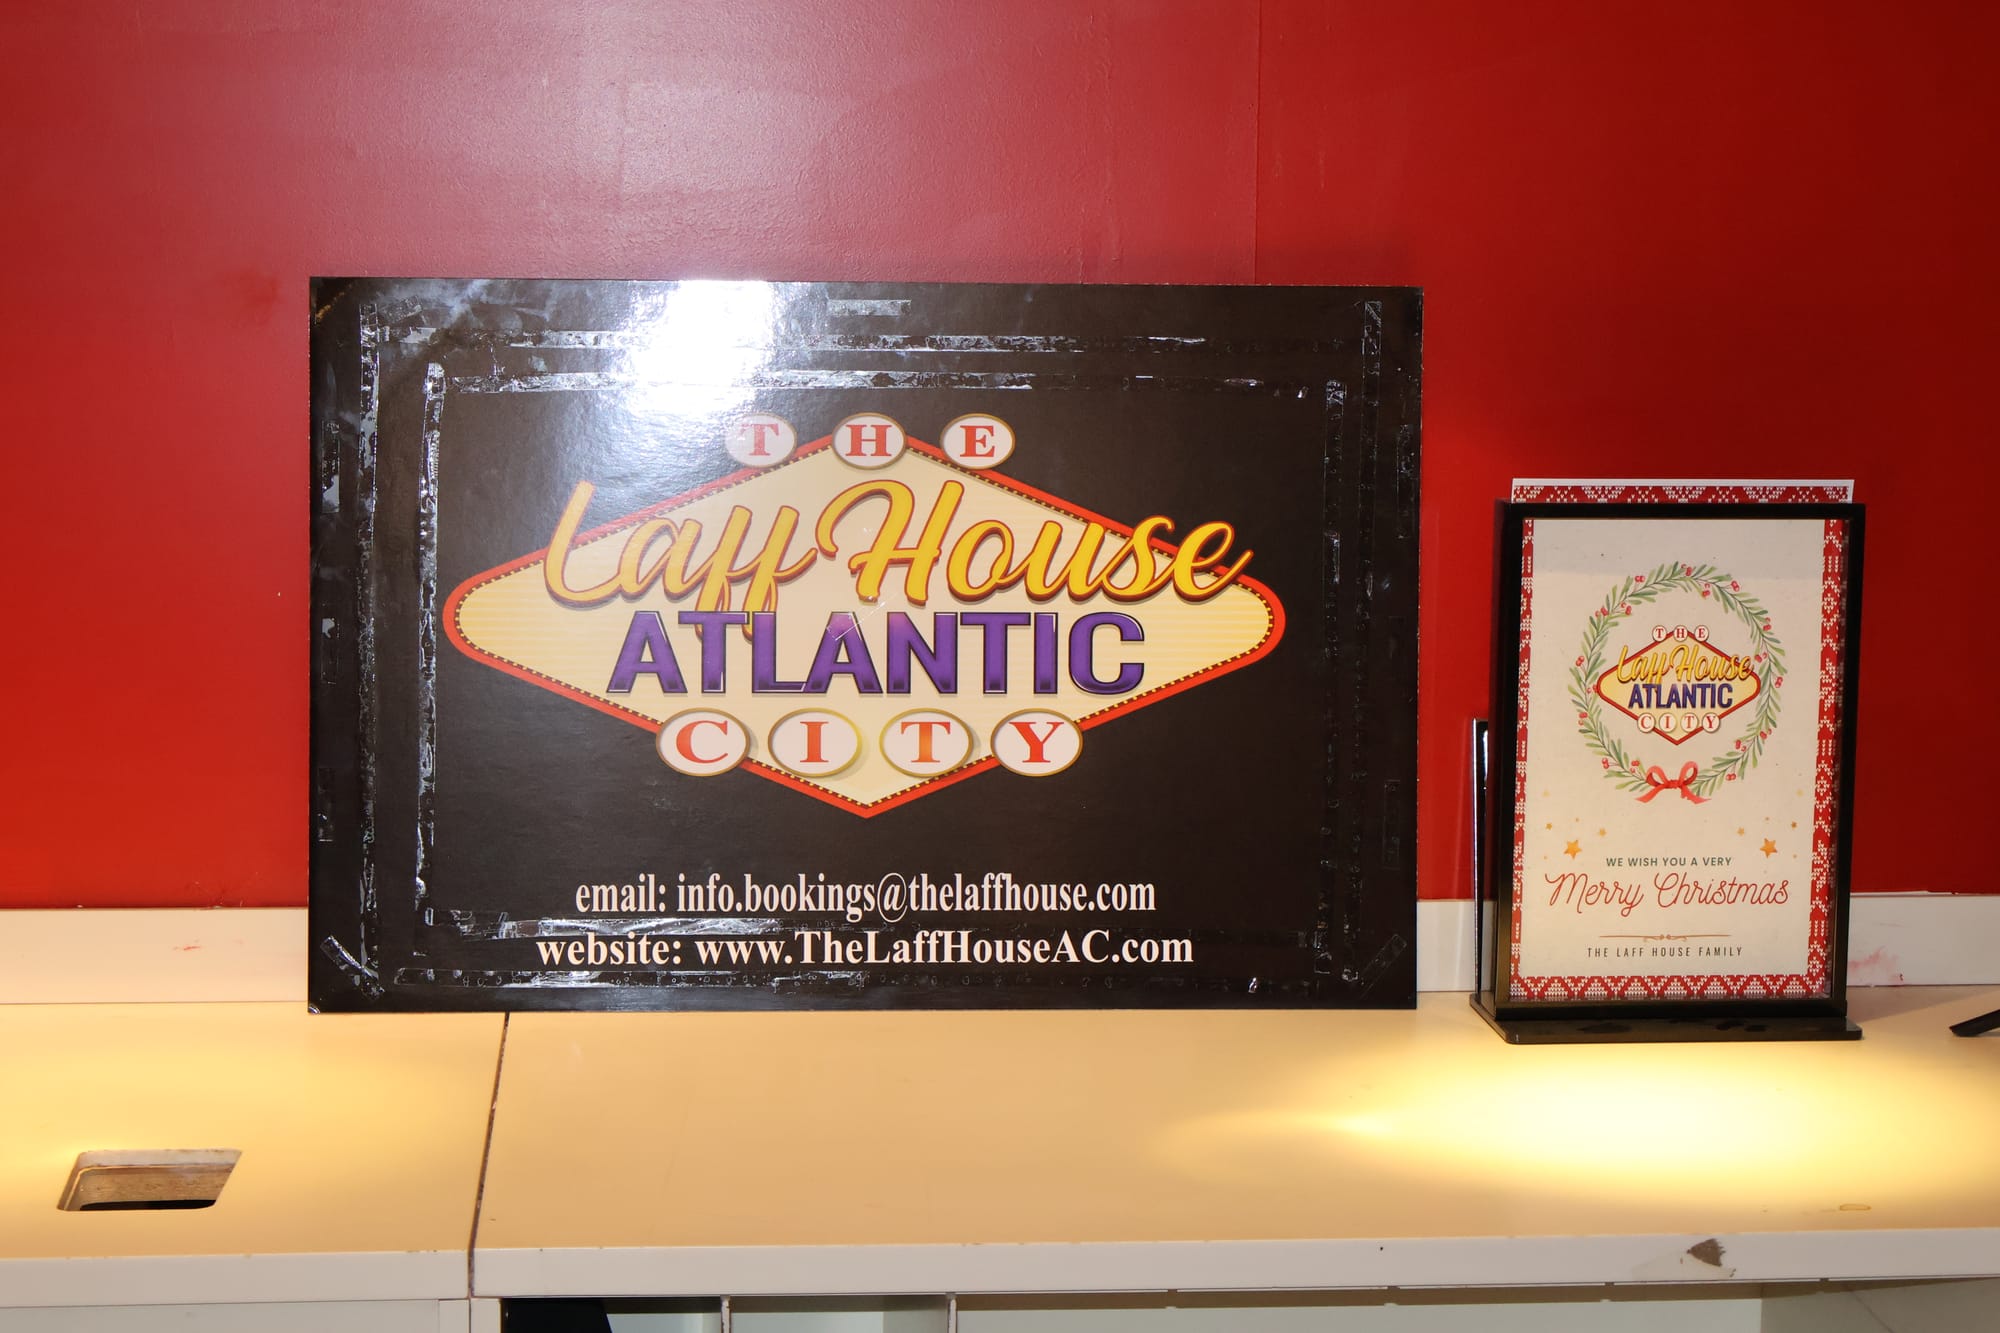 THE
Laff House
ATLANTIC
CITY
email: info.bookings@thelaffhouse.com
website: www.TheLaffHouseAC.com
THE
Laff House
ATLANTIC
CITY
WE WISH YOU A VERY
Merry Christmas
THE LAFF HOUSE FAMILY